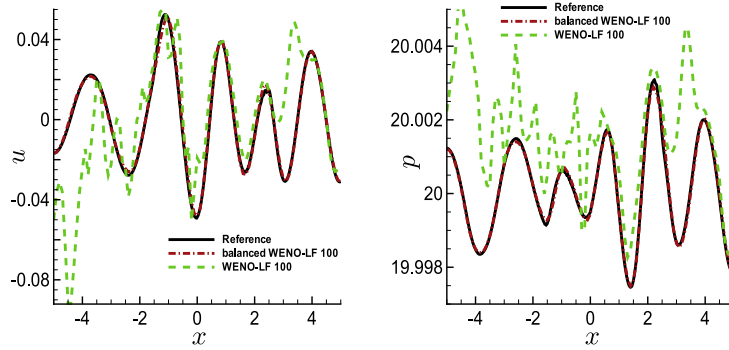 0.04
0
-0.04
-0.08
u
Reference
balanced WENO-LF 100
WENO-LF 100
-4
-2
0
2
4
x
Reference
balanced WENO-LF 100
WENO-LF 100
20.004
20.002
20
19.998
p
-4
-2
0
2
4
x